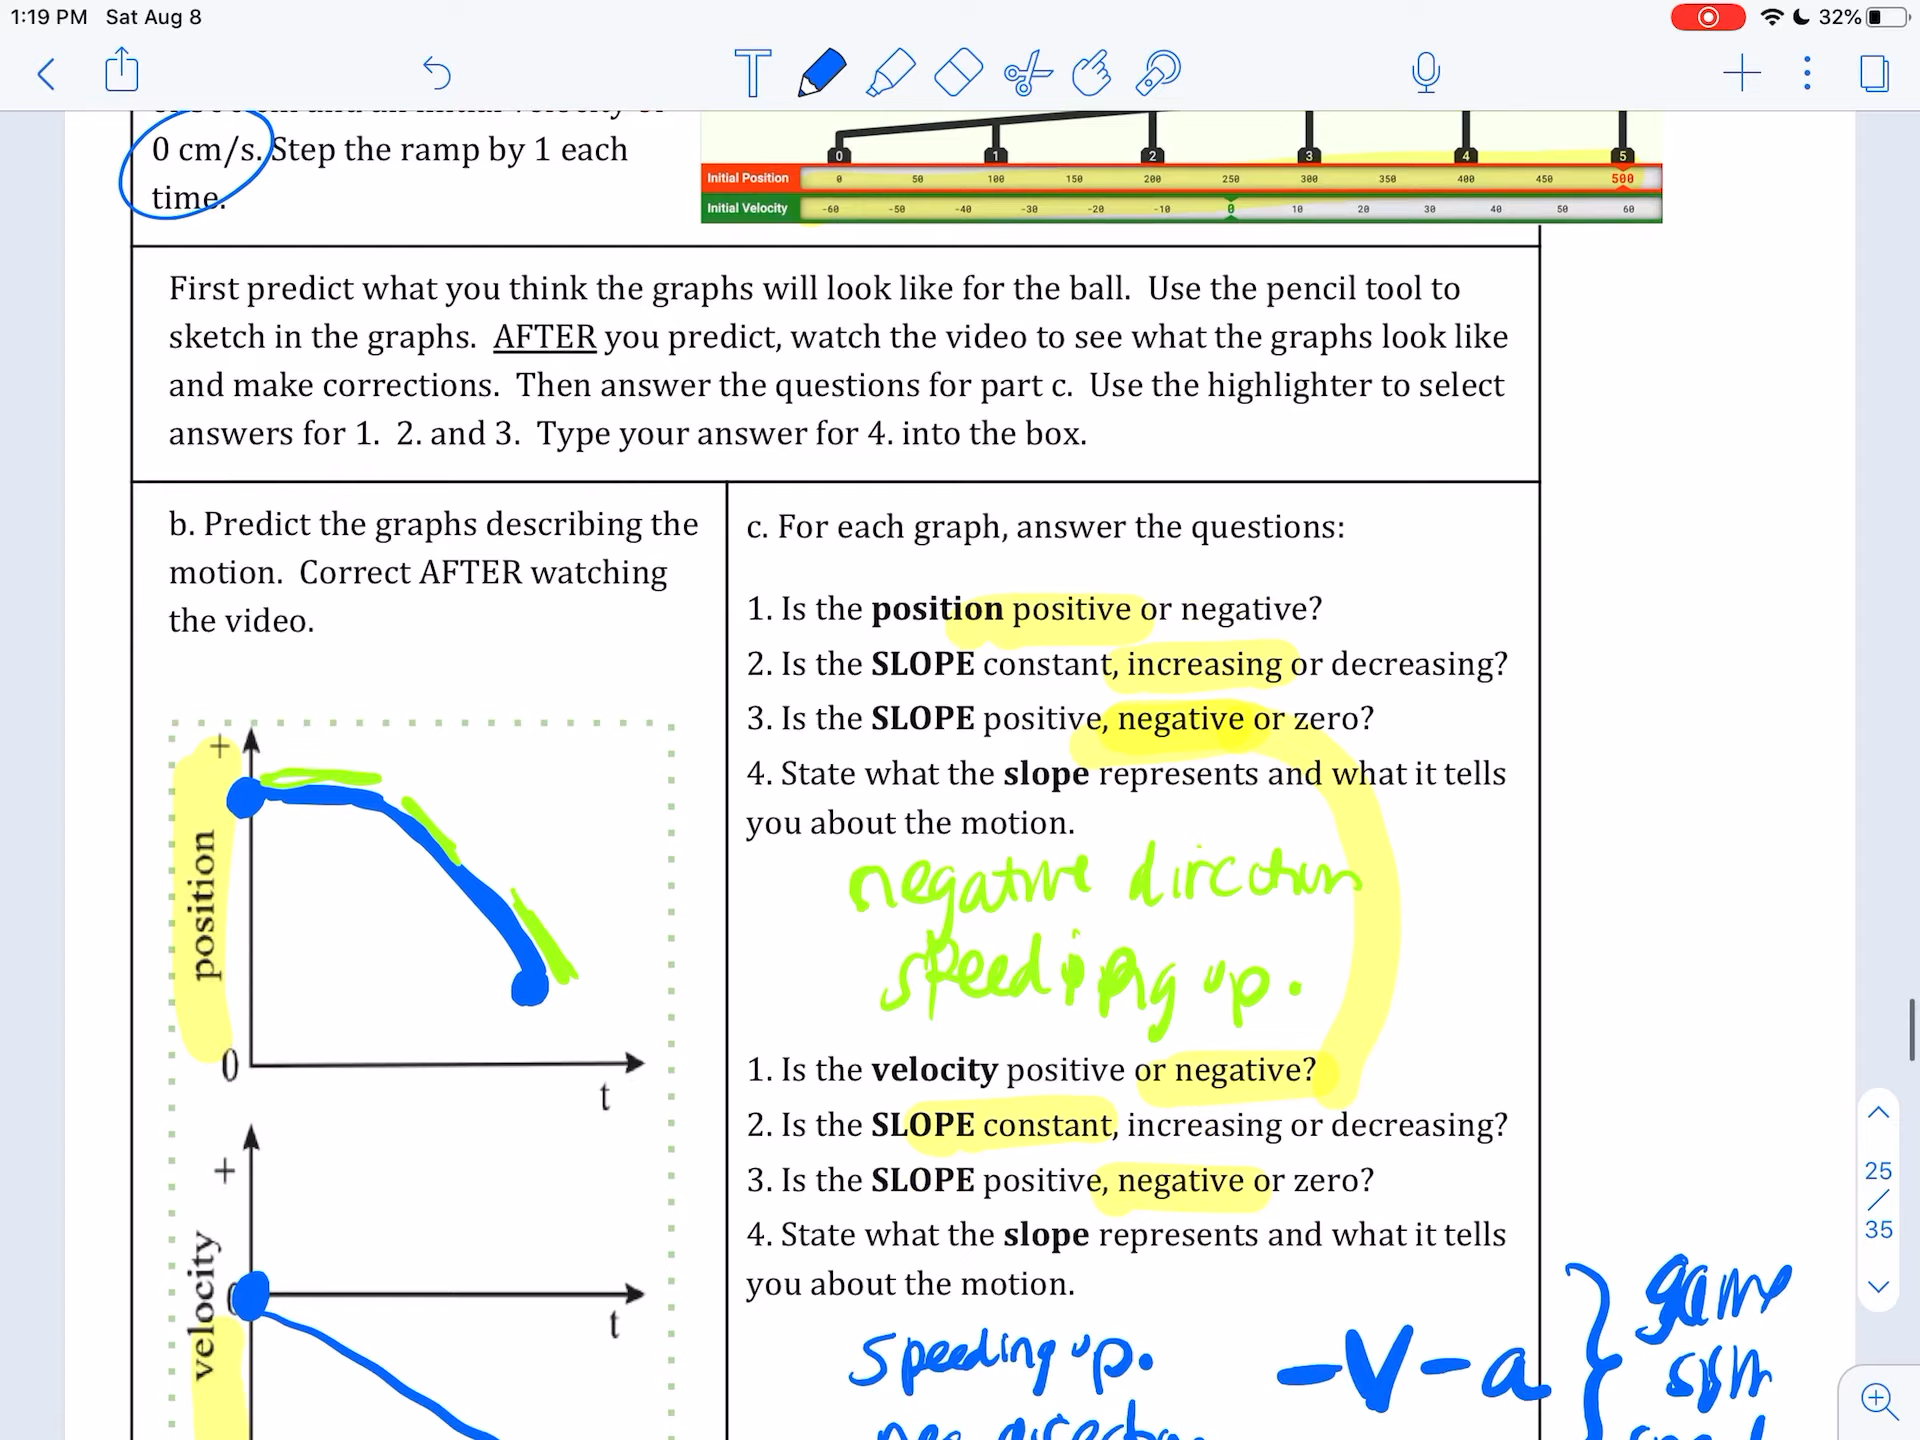 1:19 PM Sat Aug 8
32%
T
0 cm/s. Step the ramp by 1 each
time.
0 1 2 3 4 5
Initial Position 0 50 100 150 200 250 300 350 400 450 500
Initial Velocity -60 -50 -40 -30 -20 -10 0 10 20 30 40 50 60
First predict what you think the graphs will look like for the ball. Use the pencil tool to
sketch in the graphs. AFTER you predict, watch the video to see what the graphs look like
and make corrections. Then answer the questions for part c. Use the highlighter to select
answers for 1. 2. and 3. Type your answer for 4. into the box.
b. Predict the graphs describing the
motion. Correct AFTER watching
the video.
+
position
0
t
+
velocity
t
c. For each graph, answer the questions:
1. Is the position positive or negative?
2. Is the SLOPE constant, increasing or decreasing?
3. Is the SLOPE positive, negative or zero?
4. State what the slope represents and what it tells
you about the motion.
negative direction
speeding up.
1. Is the velocity positive or negative?
2. Is the SLOPE constant, increasing or decreasing?
3. Is the SLOPE positive, negative or zero?
4. State what the slope represents and what it tells
you about the motion.
speeding up.
-V -a
25
/
35